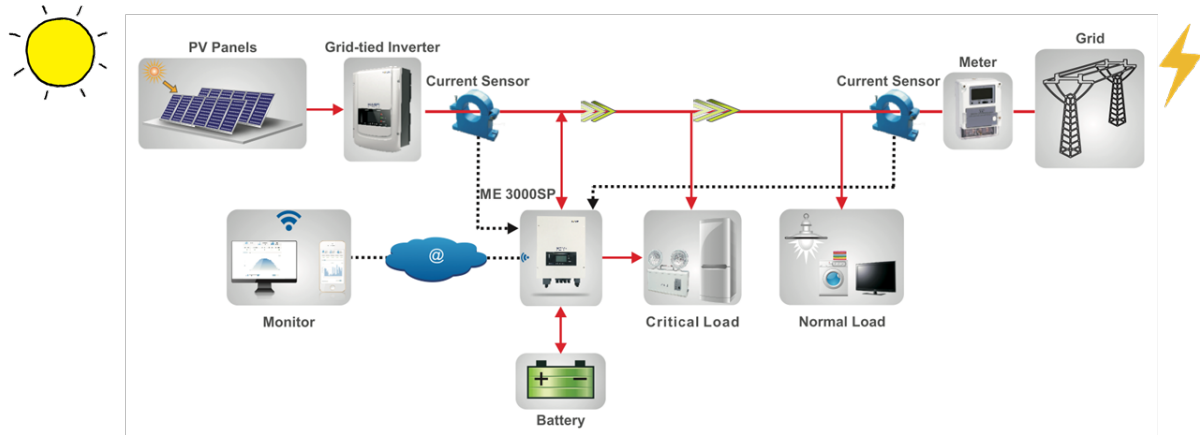 PV Panels
Grid-tied Inverter
Current Sensor
Current Sensor
Meter
Grid
ME 3000SP
@
Monitor
Critical Load
Normal Load
Battery